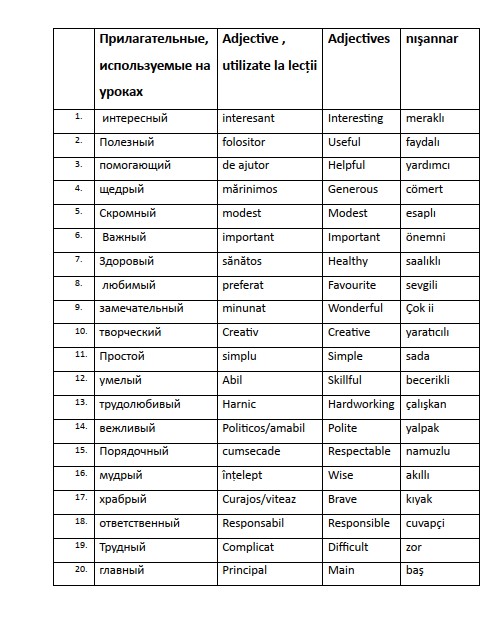 Прилагательные, используемые на уроках Adjective , utilizate la lecții Adjectives nışannar
1. интересный interesant Interesting meraklı
2. Полезный folositor Useful faydalı
3. помогающий de ajutor Helpful yardımcı
4. щедрый mărinimos Generous cömert
5. Скромный modest Modest esaplı
6. Важный important Important önemni
7. Здоровый sănătos Healthy saalıklı
8. любимый preferat Favourite sevgili
9. замечательный minunat Wonderful Çok ii
10. творческий Creativ Creative yaratıcılı
11. Простой simplu Simple sada
12. умелый Abil Skillful becerikli
13. трудолюбивый Harnic Hardworking çalışkan
14. вежливый Politicos/amabil Polite yalpak
15. Порядочный cumsecade Respectable namuzlu
16. мудрый înțelept Wise akıllı
17. храбрый Curajos/viteaz Brave kıyak
18. ответственный Responsabil Responsible cuvapçi
19. Трудный Complicat Difficult zor
20. главный Principal Main baş